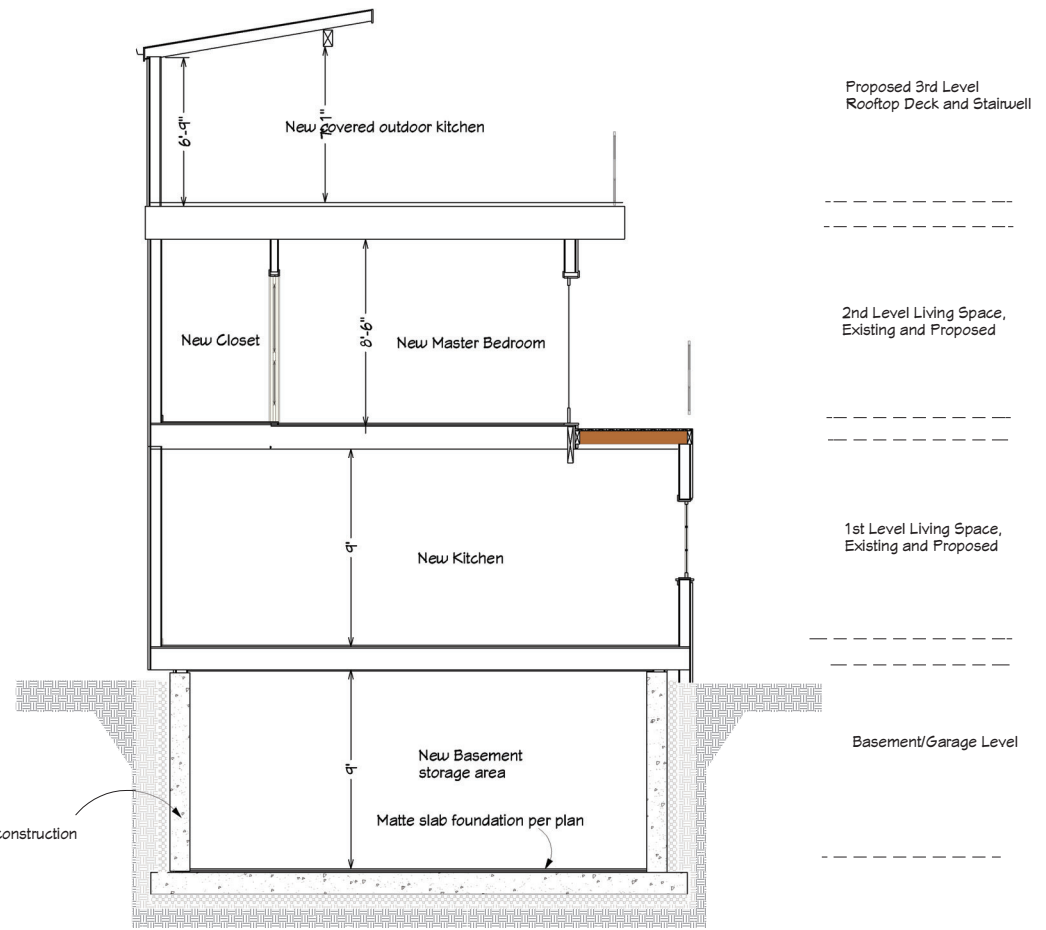 Proposed 3rd Level
Rooftop Deck and Stairwell
6'-9"
New covered outdoor kitchen
2nd Level Living Space,
Existing and Proposed
New Closet
8'-6"
New Master Bedroom
1st Level Living Space,
Existing and Proposed
9'
New Kitchen
Basement/Garage Level
9'
New Basement
storage area
Matte slab foundation per plan
construction